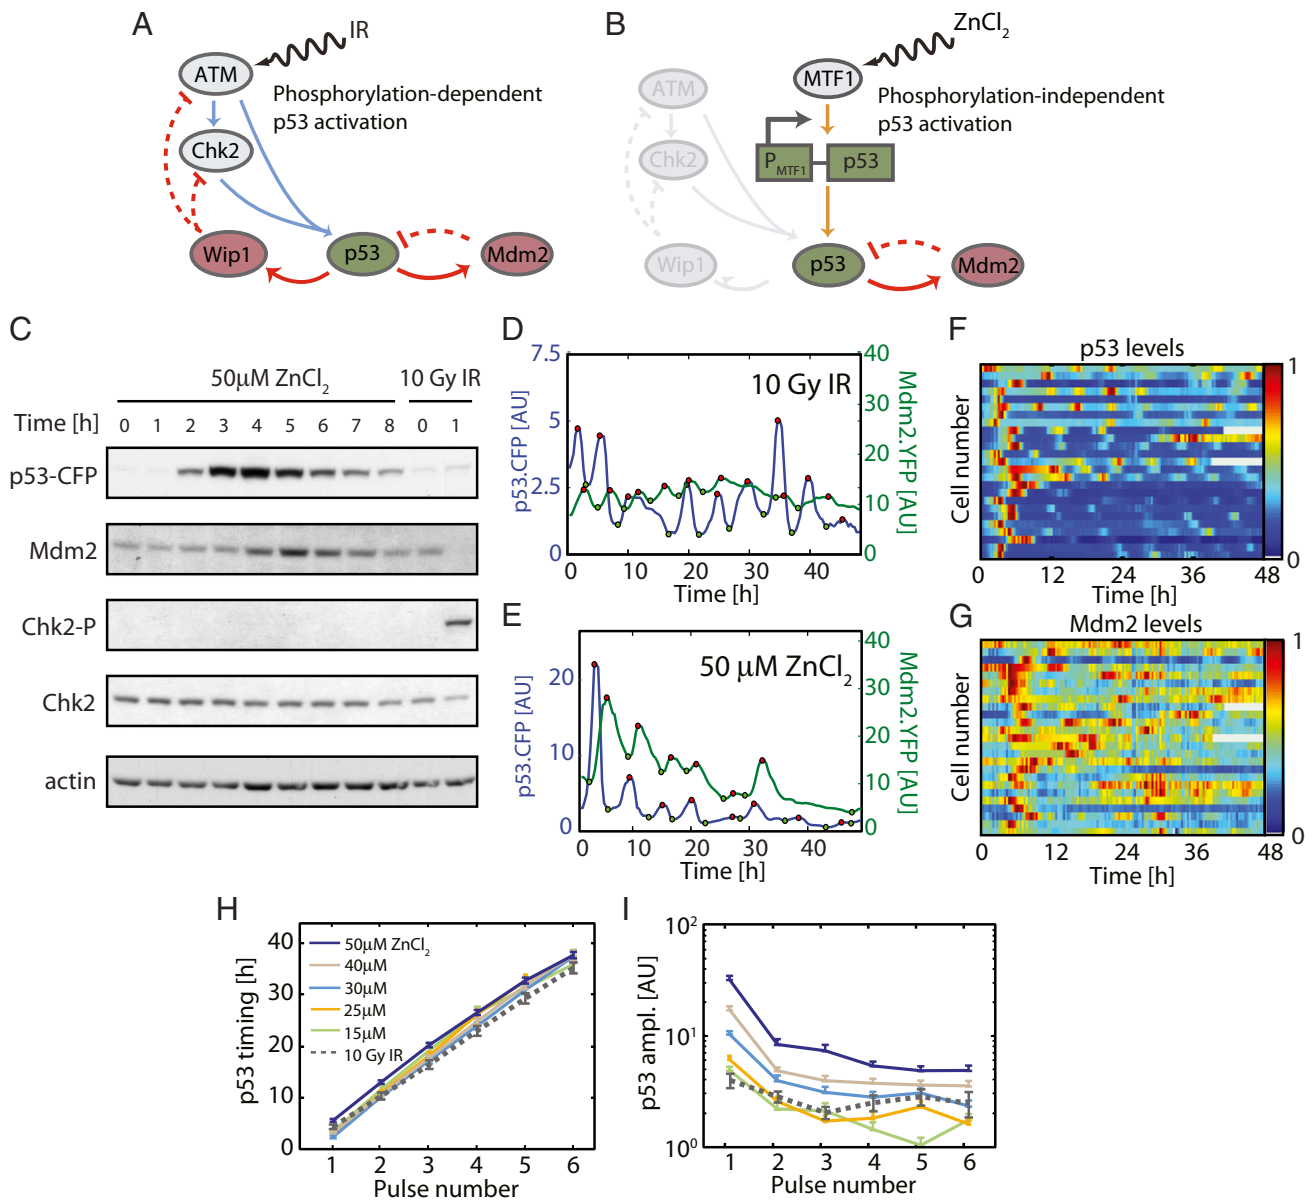 A
IR
ATM
Phosphorylation-dependent
p53 activation
Chk2
Wip1
p53
Mdm2
B
ZnCl2
ATM
MTF1
Phosphorylation-independent
p53 activation
Chk2
PMTF1
p53
Wip1
p53
Mdm2
C
50μM ZnCl2
10 Gy IR
Time [h]
0 1 2 3 4 5 6 7 8 0 1
p53-CFP
Mdm2
Chk2-P
Chk2
actin
D
10 Gy IR
p53.CFP [AU]
7.5
5
2.5
0
Mdm2.YFP [AU]
40
30
20
10
0
0 10 20 30 40
Time [h]
E
50 μM ZnCl2
p53.CFP [AU]
20
10
0
Mdm2.YFP [AU]
40
30
20
10
0
0 10 20 30 40
Time [h]
F
p53 levels
Cell number
1
0
0 12 24 36 48
Time [h]
G
Mdm2 levels
Cell number
1
0
0 12 24 36 48
Time [h]
H
p53 timing [h]
40
30
20
10
0
50μM ZnCl2
40μM
30μM
25μM
15μM
10 Gy IR
1 2 3 4 5 6
Pulse number
I
p53 ampl. [AU]
10^2
10^1
10^0
1 2 3 4 5 6
Pulse number